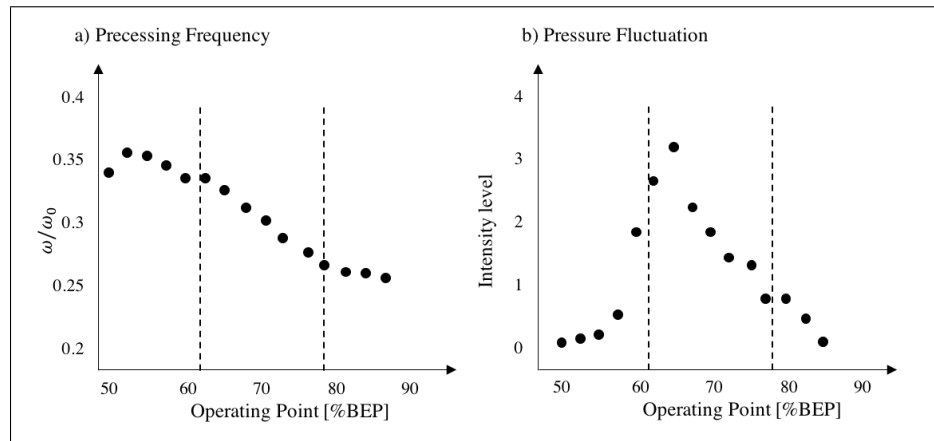 a) Precessing Frequency
0.4
0.35
0.3
0.25
0.2
ω/ω₀
50 60 70 80 90
Operating Point [%BEP]
b) Pressure Fluctuation
4
3
2
1
0
Intensity level
50 60 70 80 90
Operating Point [%BEP]